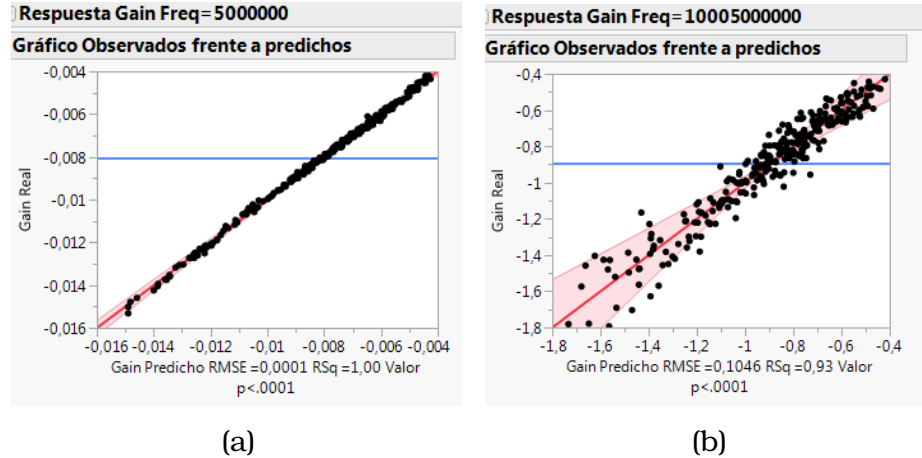 Respuesta Gain Freq=5000000
Gráfico Observados frente a predichos
-0,004
-0,006
-0,008
-0,01
-0,012
-0,014
-0,016
Gain Real
-0,016 -0,014 -0,012 -0,01 -0,008 -0,006 -0,004
Gain Predicho RMSE =0,0001 RSq =1,00 Valor
p<.0001
(a)
Respuesta Gain Freq=10005000000
Gráfico Observados frente a predichos
-0,4
-0,6
-0,8
-1
-1,2
-1,4
-1,6
-1,8
Gain Real
-1,8 -1,6 -1,4 -1,2 -1 -0,8 -0,6 -0,4
Gain Predicho RMSE =0,1046 RSq =0,93 Valor
p<.0001
(b)